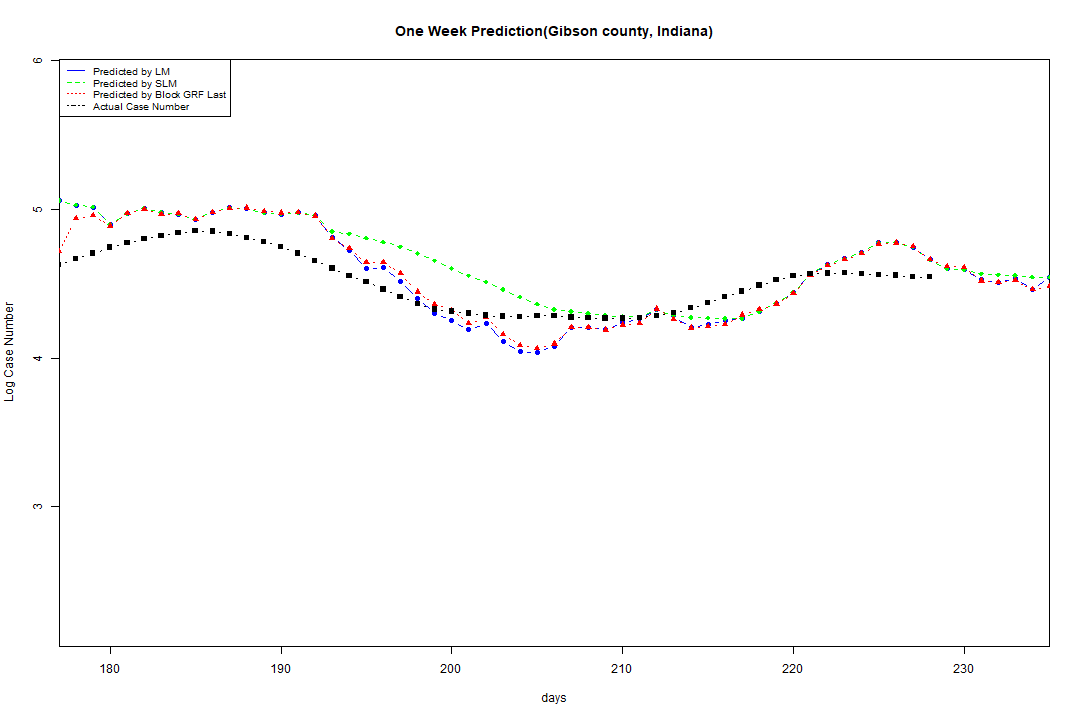 One Week Prediction(Gibson county, Indiana)
Predicted by LM
Predicted by SLM
Predicted by Block GRF Last
Actual Case Number
6
5
4
3
Log Case Number
180 190 200 210 220 230
days